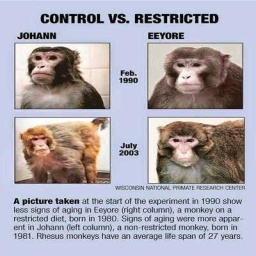 CONTROL VS. RESTRICTED
JOHANN EEYORE
Feb.
1990
July
2003
WISCONSIN NATIONAL PRIMATE RESEARCH CENTER
A picture taken at the start of the experiment in 1990 show
less signs of aging in Eeyore (right column), a monkey on a
restricted diet, born in 1980. Signs of aging were more appar-
ent in Johann (left column), a non-restricted monkey, born in
1981. Rhesus monkeys have an average life span of 27 years.